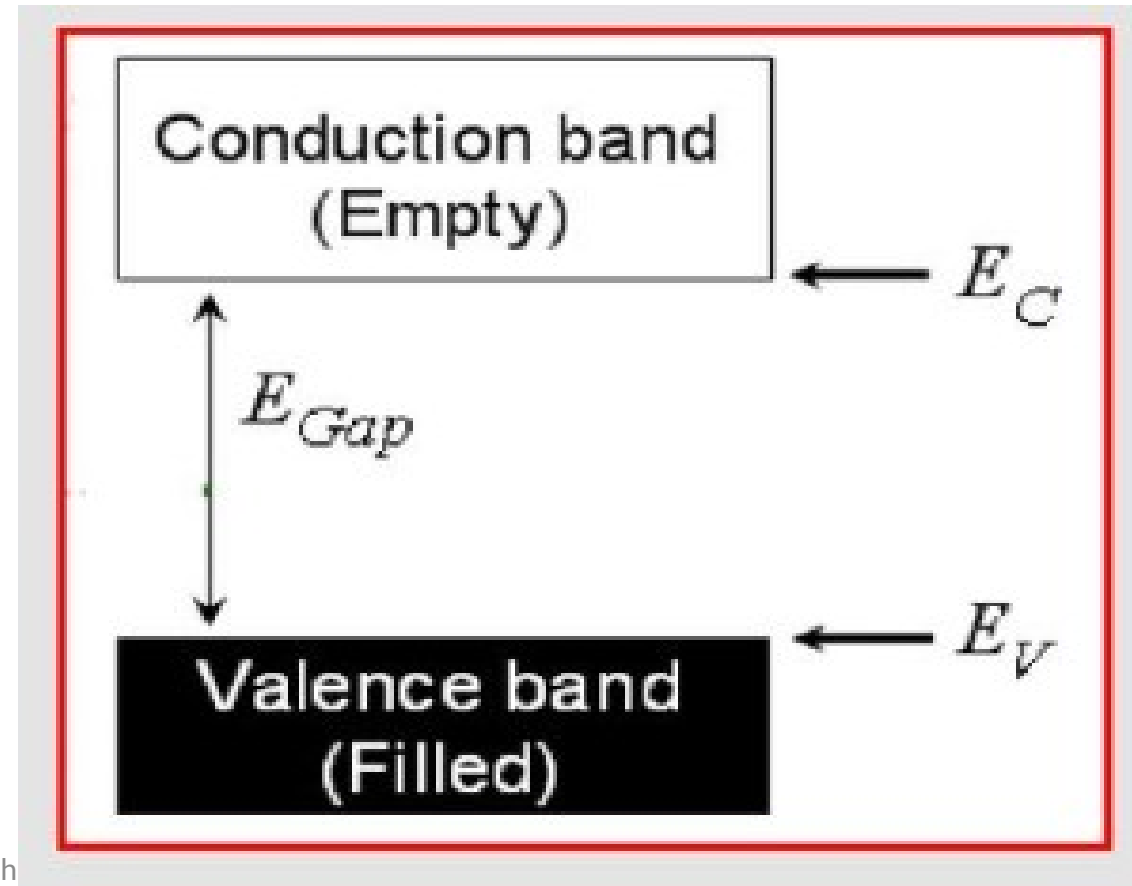 Conduction band
(Empty)
E_C
E_Gap
E_V
Valence band
(Filled)
h